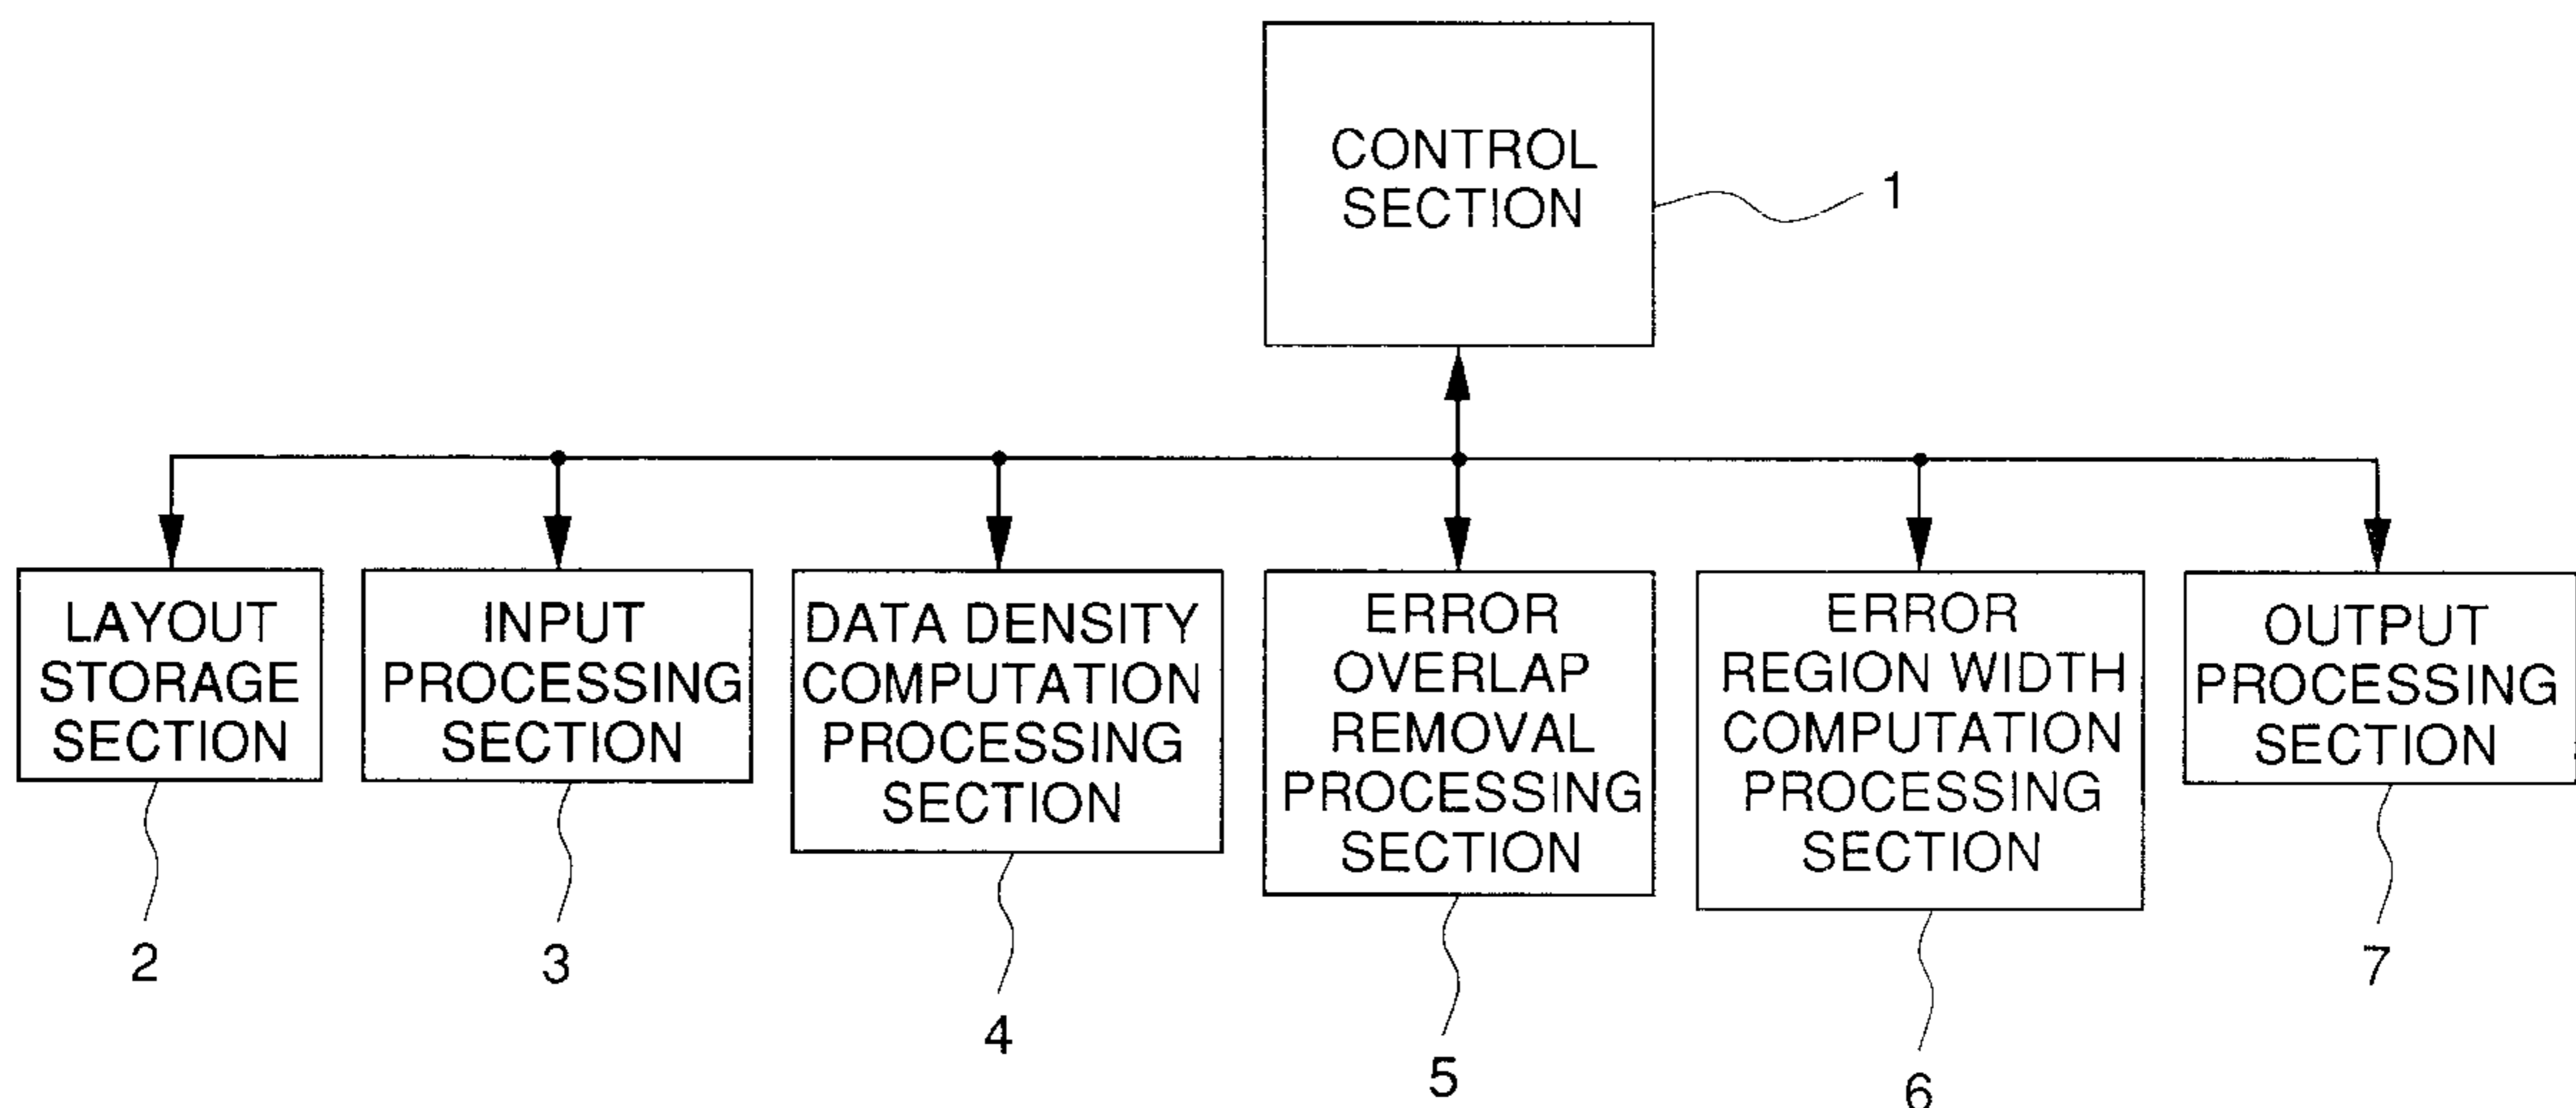 CONTROL
SECTION
1
LAYOUT
STORAGE
SECTION
2
INPUT
PROCESSING
SECTION
3
DATA DENSITY
COMPUTATION
PROCESSING
SECTION
4
ERROR
OVERLAP
REMOVAL
PROCESSING
SECTION
5
ERROR
REGION WIDTH
COMPUTATION
PROCESSING
SECTION
6
OUTPUT
PROCESSING
SECTION
7